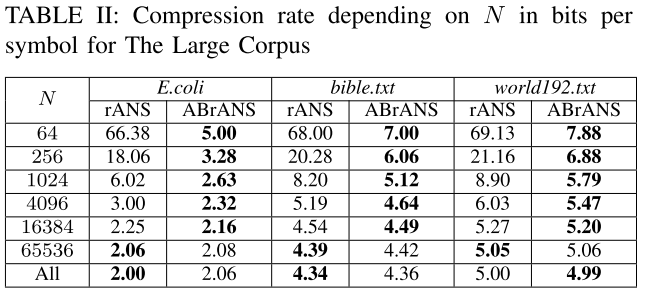 TABLE II: Compression rate depending on N in bits per
symbol for The Large Corpus
N E.coli bible.txt world192.txt
rANS ABrANS rANS ABrANS rANS ABrANS
64 66.38 5.00 68.00 7.00 69.13 7.88
256 18.06 3.28 20.28 6.06 21.16 6.88
1024 6.02 2.63 8.20 5.12 8.90 5.79
4096 3.00 2.32 5.19 4.64 6.03 5.47
16384 2.25 2.16 4.54 4.49 5.27 5.20
65536 2.06 2.08 4.39 4.42 5.05 5.06
All 2.00 2.06 4.34 4.36 5.00 4.99